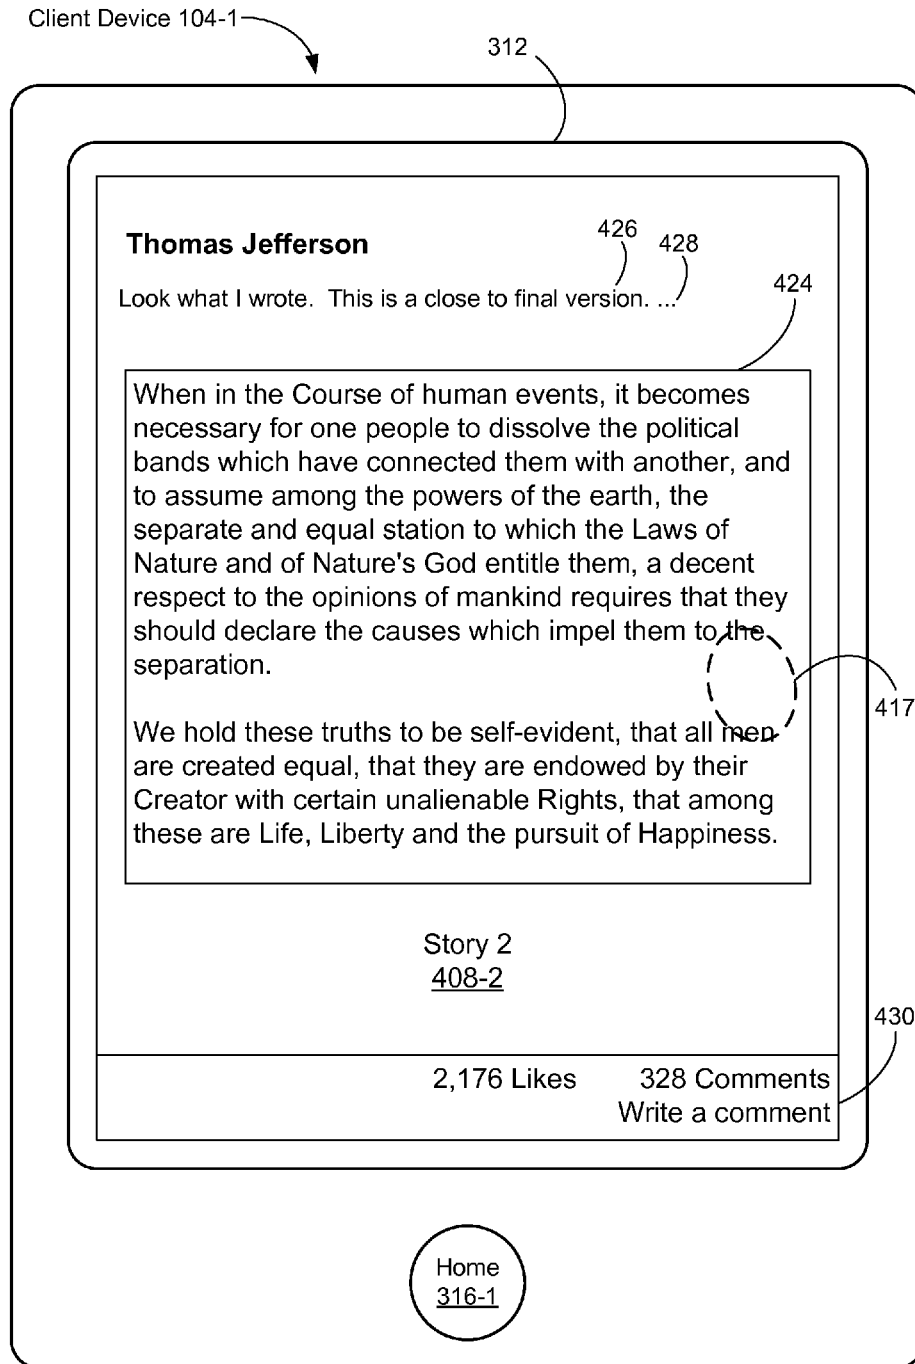 Client Device 104-1
312
Thomas Jefferson
426
428
Look what I wrote.  This is a close to final version. ...
424
When in the Course of human events, it becomes
necessary for one people to dissolve the political
bands which have connected them with another, and
to assume among the powers of the earth, the
separate and equal station to which the Laws of
Nature and of Nature's God entitle them, a decent
respect to the opinions of mankind requires that they
should declare the causes which impel them to the
separation.
417
We hold these truths to be self-evident, that all men
are created equal, that they are endowed by their
Creator with certain unalienable Rights, that among
these are Life, Liberty and the pursuit of Happiness.
Story 2
408-2
430
2,176 Likes 328 Comments
Write a comment
Home
316-1